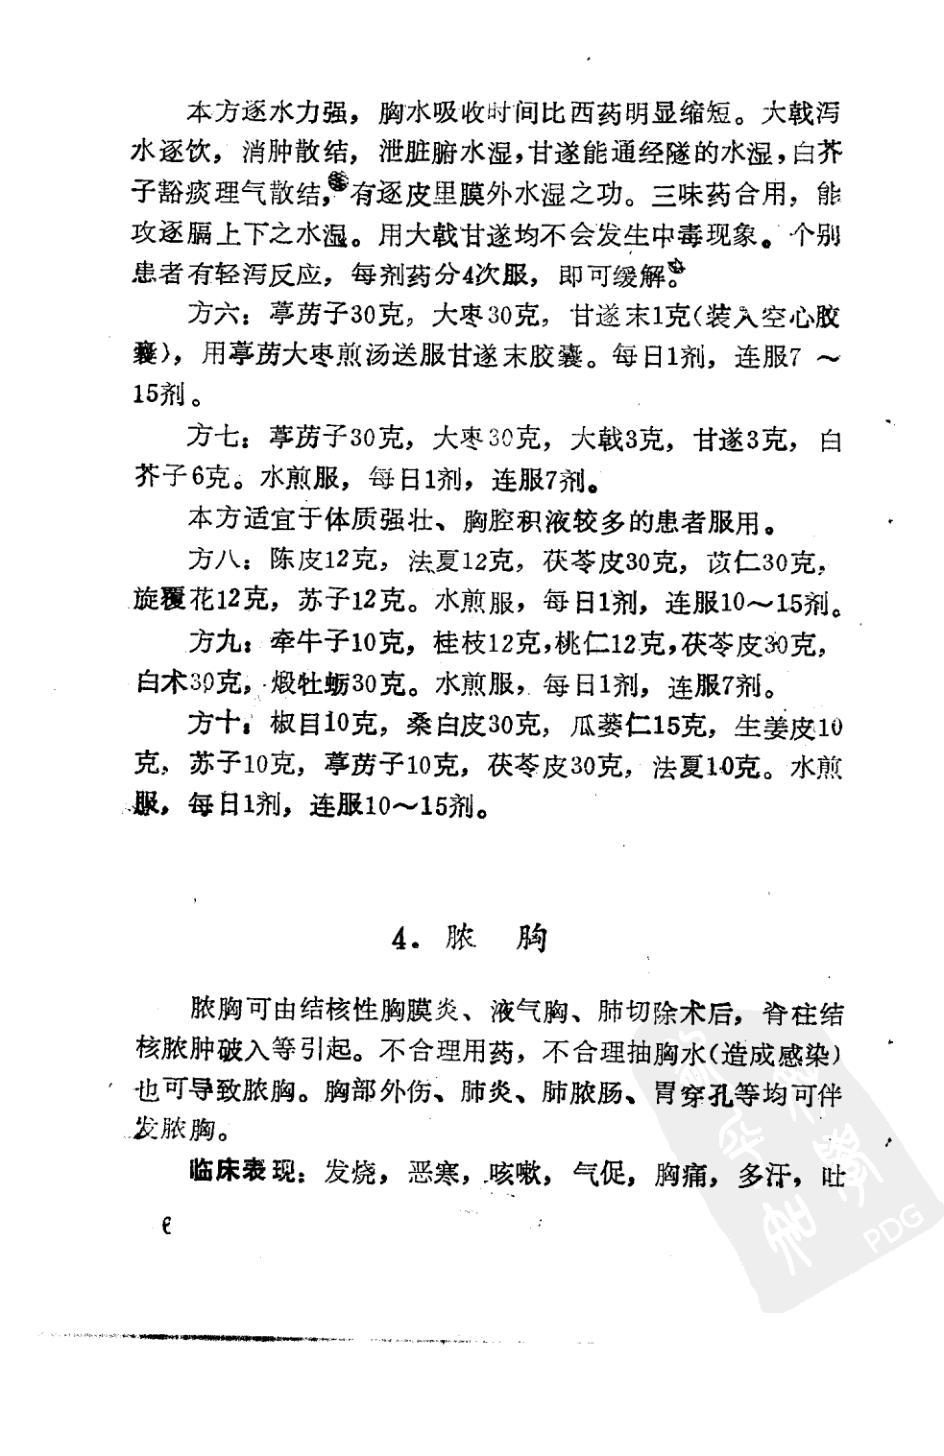 本方逐水力强，胸水吸收时间比西药明显缩短。大戟泻
水逐饮，消肿散结，泄脏腑水湿，甘遂能通经隧的水湿，白芥
子豁痰理气散结，有逐皮里膜外水湿之功。三味药合用，能
攻逐膈上下之水湿。用大戟甘遂均不会发生中毒现象。个别
患者有轻泻反应，每剂药分4次服，即可缓解。
方六：葶苈子30克，大枣30克，甘遂末1克（装入空心胶
囊），用葶苈大枣煎汤送服甘遂末胶囊。每日1剂，连服7～
15剂。
方七：葶苈子30克，大枣30克，大戟3克，甘遂3克，白
芥子6克。水煎服，每日1剂，连服7剂。
本方适宜于体质强壮、胸腔积液较多的患者服用。
方八：陈皮12克，法夏12克，茯苓皮30克，苡仁30克，
旋覆花12克，苏子12克。水煎服，每日1剂，连服10～15剂。
方九：牵牛子10克，桂枝12克，桃仁12克，茯苓皮30克，
白术30克，煅牡蛎30克。水煎服，每日1剂，连服7剂。
方十：椒目10克，桑白皮30克，瓜蒌仁15克，生姜皮10
克，苏子10克，葶苈子10克，茯苓皮30克，法夏10克。水煎
服，每日1剂，连服10～15剂。
4．脓 胸
脓胸可由结核性胸膜炎、液气胸、肺切除术后，脊柱结
核脓肿破入等引起。不合理用药，不合理抽胸水（造成感染）
也可导致脓胸。胸部外伤、肺炎、肺脓肠、胃穿孔等均可伴
发脓胸。
临床表现：发烧，恶寒，咳嗽，气促，胸痛，多汗，吐
6
PDG